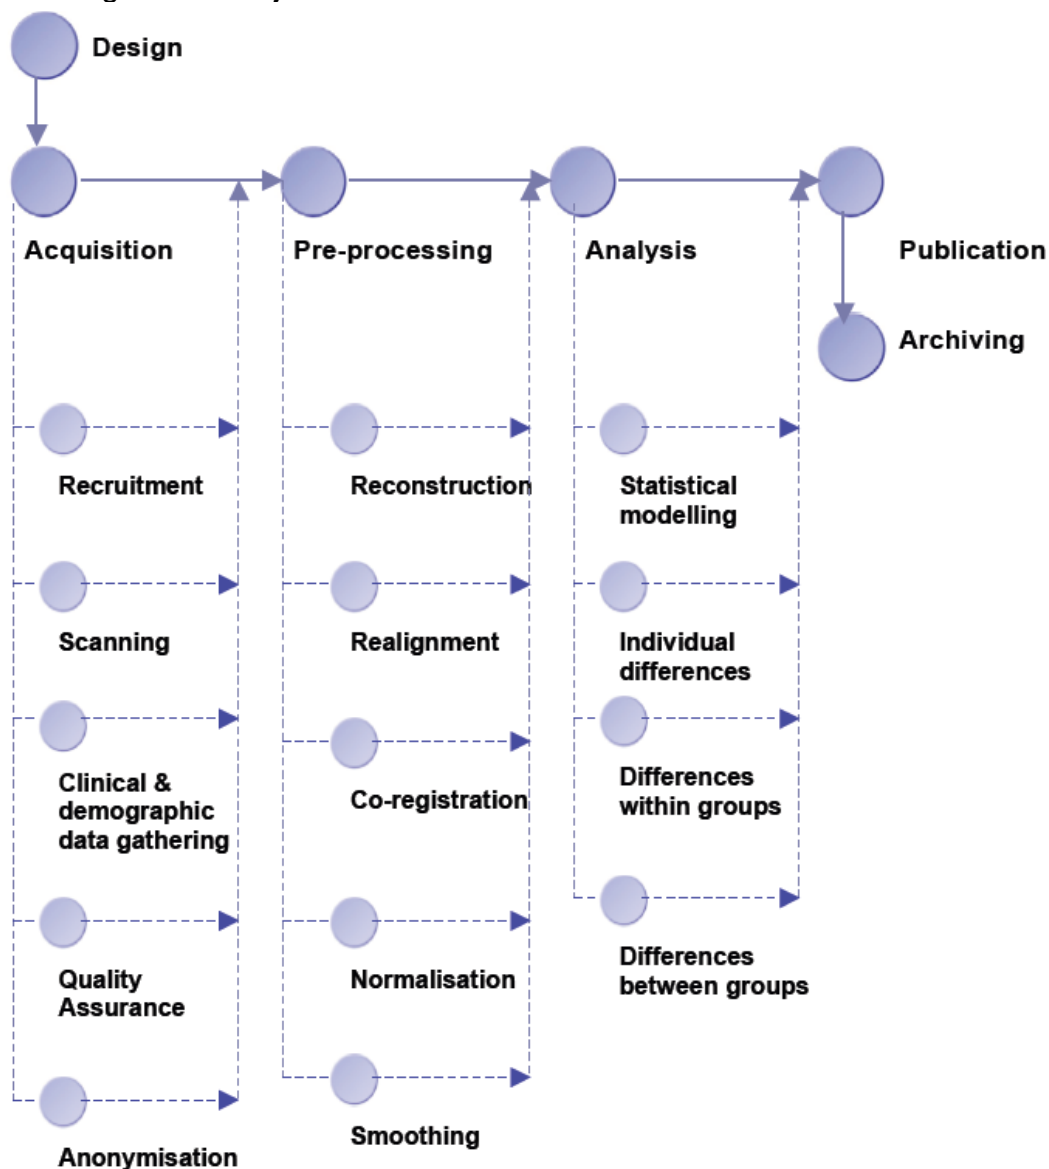 Design
Acquisition
Pre-processing
Analysis
Publication
Archiving
Recruitment
Scanning
Clinical &
demographic
data gathering
Quality
Assurance
Anonymisation
Reconstruction
Realignment
Co-registration
Normalisation
Smoothing
Statistical
modelling
Individual
differences
Differences
within groups
Differences
between groups